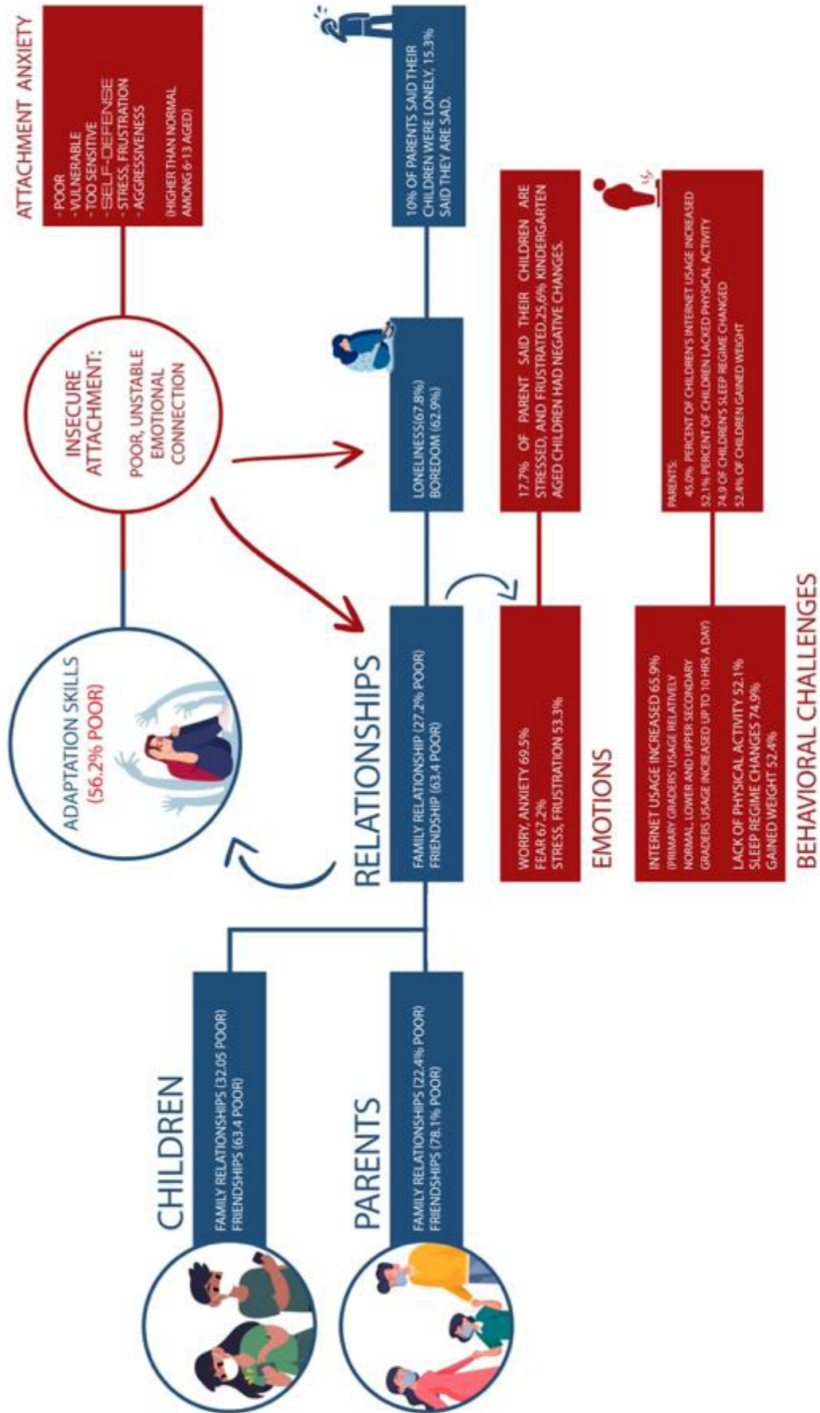 CHILDREN
FAMILY RELATIONSHIPS (32.05 POOR)
FRIENDSHIPS (63.4 POOR)
PARENTS
FAMILY RELATIONSHIPS (22.4% POOR)
FRIENDSHIPS (78.1% POOR)
ADAPTATION SKILLS
(56.2% POOR)
RELATIONSHIPS
FAMILY RELATIONSHIP (27.2% POOR)
FRIENDSHIP (63.4 POOR)
INSECURE
ATTACHMENT:
POOR, UNSTABLE
EMOTIONAL
CONNECTION
ATTACHMENT ANXIETY
- POOR
- VULNERABLE
- TOO SENSITIVE
- SELF-DEFENSE
- STRESS, FRUSTRATION
- AGGRESSIVENESS
(HIGHER THAN NORMAL
AMONG 6-13 AGED)
LONELINESS(67.8%)
BOREDOM (62.9%)
10% OF PARENTS SAID THEIR
CHILDREN WERE LONELY, 15.3%
SAID THEY ARE SAD.
WORRY, ANXIETY 69.5%
FEAR 67.2%
STRESS, FRUSTRATION 53.3%
EMOTIONS
17.7% OF PARENT SAID THEIR CHILDREN ARE
STRESSED, AND FRUSTRATED.25.6% KINDERGARTEN
AGED CHILDREN HAD NEGATIVE CHANGES.
INTERNET USAGE INCREASED 65.9%
(PRIMARY GRADERS' USAGE RELATIVELY
NORMAL, LOWER AND UPPER SECONDARY
GRADERS USAGE INCREASED UP TO 10 HRS A DAY)
LACK OF PHYSICAL ACTIVITY 52.1%
SLEEP REGIME CHANGES 74.9%
GAINED WEIGHT 52.4%
BEHAVIORAL CHALLENGES
PARENTS:
45.0% PERCENT OF CHILDREN'S INTERNET USAGE INCREASED
52.1% PERCENT OF CHILDREN LACKED PHYSICAL ACTIVITY
74.9 OF CHILDREN'S SLEEP REGIME CHANGED
52.4% OF CHILDREN GAINED WEIGHT